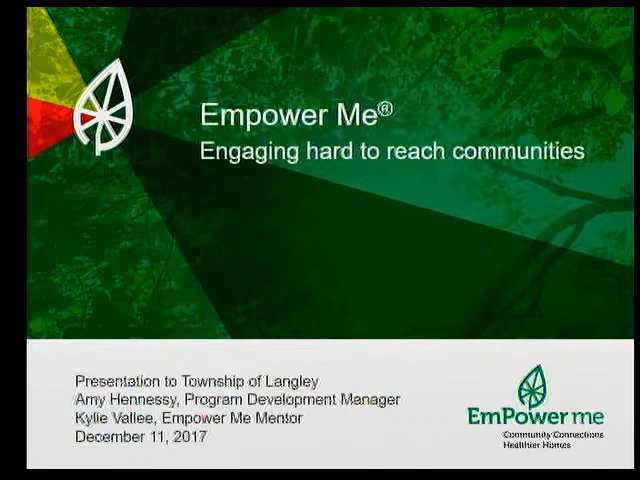 Empower Me®
Engaging hard to reach communities
Presentation to Township of Langley
Amy Hennessy, Program Development Manager
Kylie Vallee, Empower Me Mentor
December 11, 2017
EmPower me
Community Connections
Healthier Homes